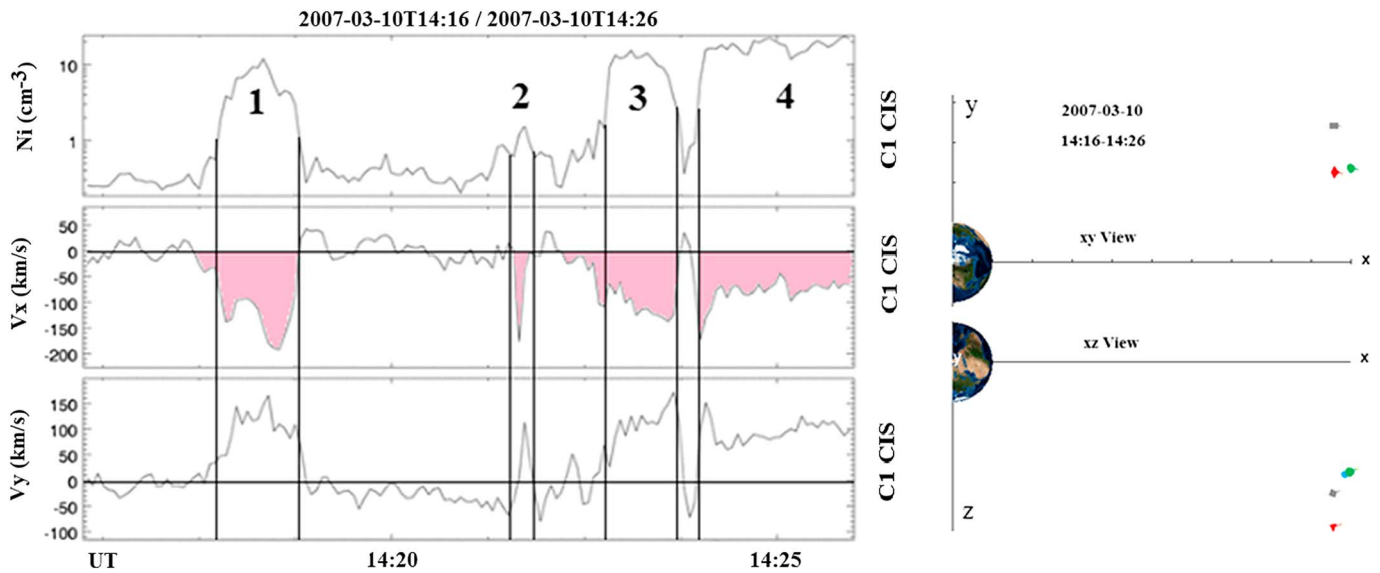 2007-03-10T14:16 / 2007-03-10T14:26
Ni (cm-3)
10
1
1
2
3
4
C1 CIS
Vx (km/s)
50
0
-50
-100
-150
-200
C1 CIS
Vy (km/s)
150
100
50
0
-50
-100
C1 CIS
UT
14:20
14:25
y
2007-03-10
14:16-14:26
xy View
x
xz View
x
z